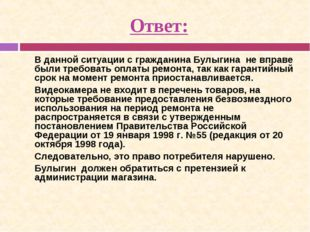 Ответ:
В данной ситуации с гражданина Булыгина не вправе
были требовать оплаты ремонта, так как гарантийный
срок на момент ремонта приостанавливается.
Видеокамера не входит в перечень товаров, на
которые требование предоставления безвозмездного
использования на период ремонта не
распространяется в связи с утвержденным
постановлением Правительства Российской
Федерации от 19 января 1998 г. №55 (редакция от 20
октября 1998 года).
Следовательно, это право потребителя нарушено.
Булыгин должен обратиться с претензией к
администрации магазина.